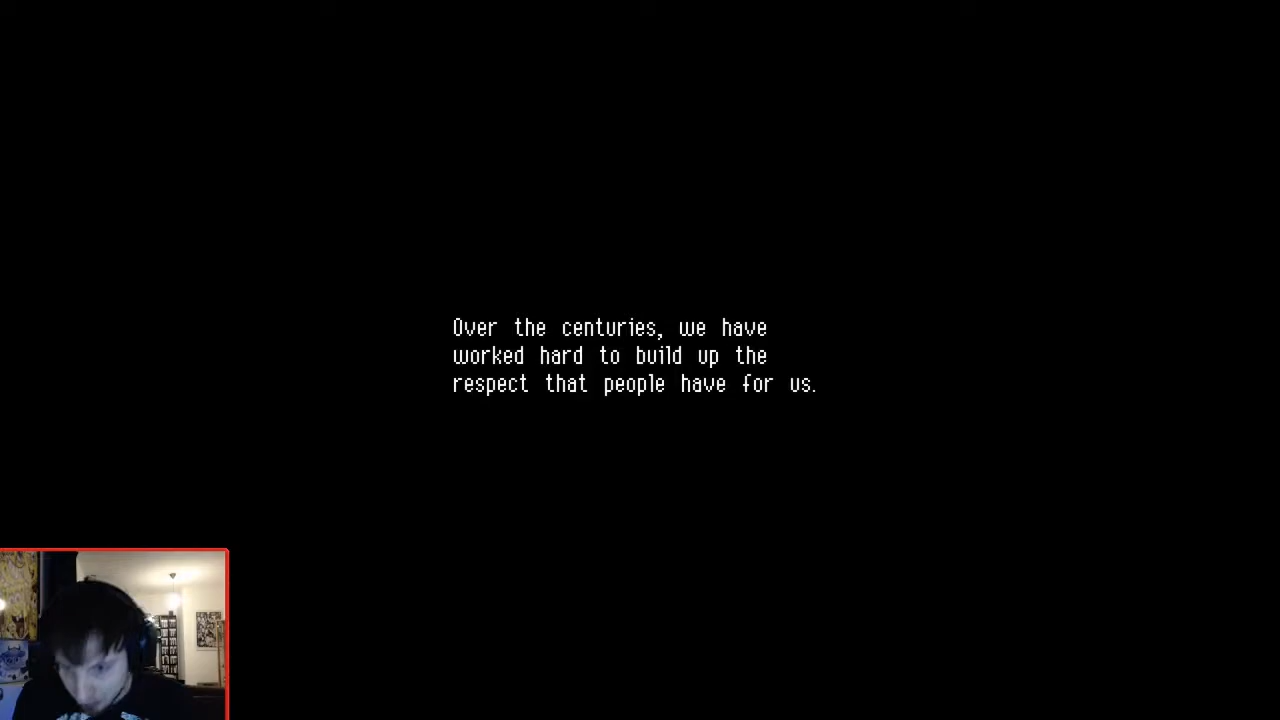 Over the centuries, we have
worked hard to build up the
respect that people have for us.